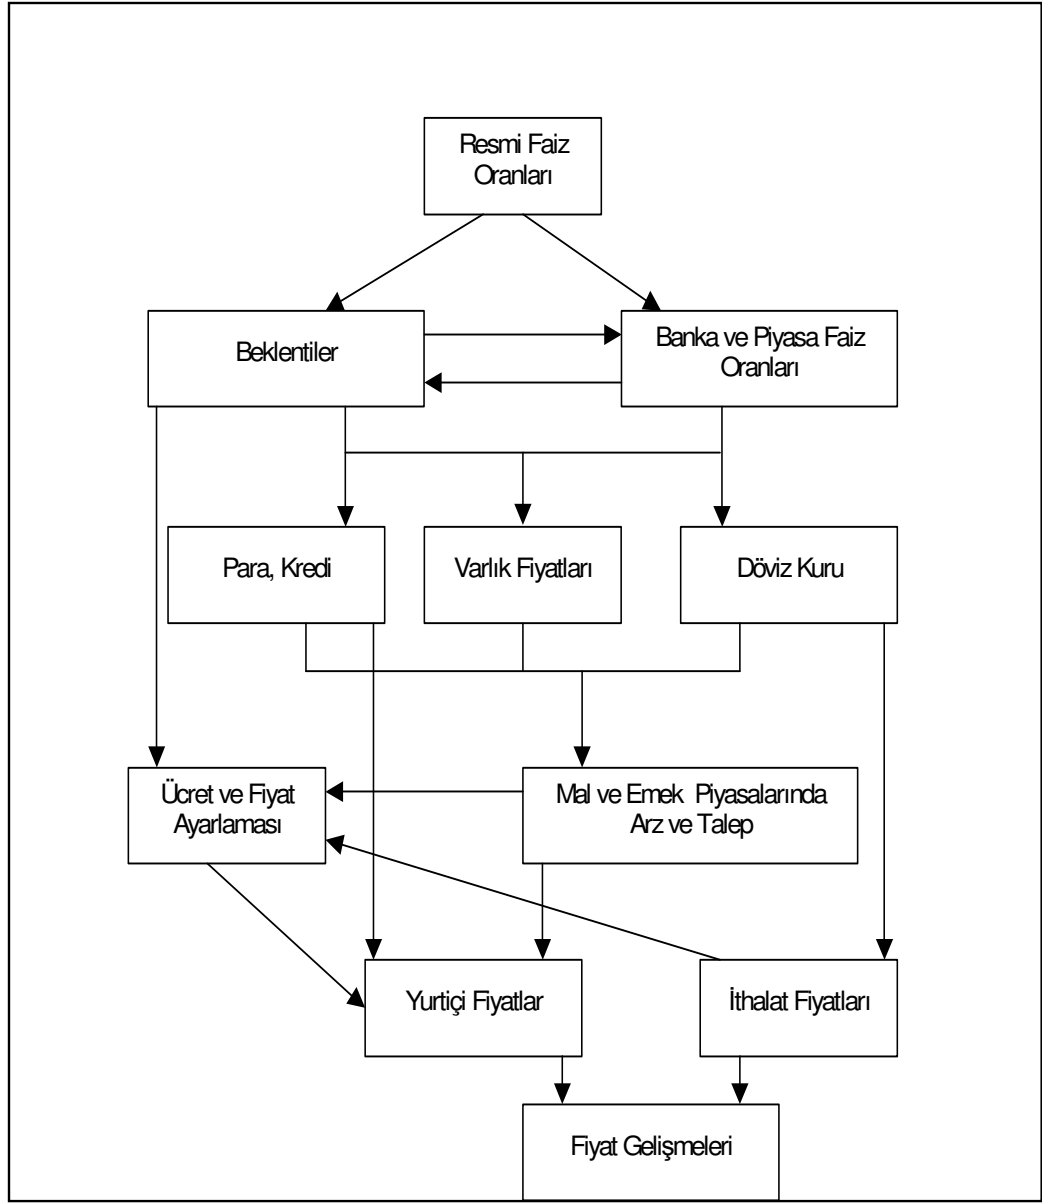 Resmi Faiz
Oranları
Beklentiler
Banka ve Piyasa Faiz
Oranları
Para, Kredi
Varlık Fiyatları
Döviz Kuru
Ücret ve Fiyat
Ayarlaması
Mal ve Emek Piyasalarında
Arz ve Talep
Yurtiçi Fiyatlar
İthalat Fiyatları
Fiyat Gelişmeleri